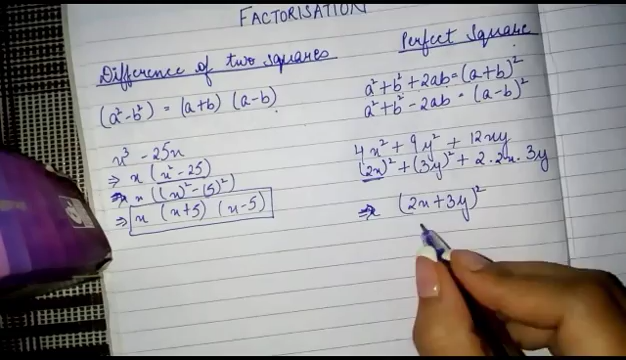 FACTORISATION
Difference of two squares
(a² - b²) = (a+b) (a-b)
x³ - 25x
⇒ x (x² - 25)
⇒ x ((x)² - (5)²)
⇒ x (x+5) (x-5)
Perfect Square
a² + b² + 2ab = (a+b)²
a² + b² - 2ab = (a-b)²
4x² + 9y² + 12xy
(2x)² + (3y)² + 2.2x.3y
⇒ (2x+3y)²